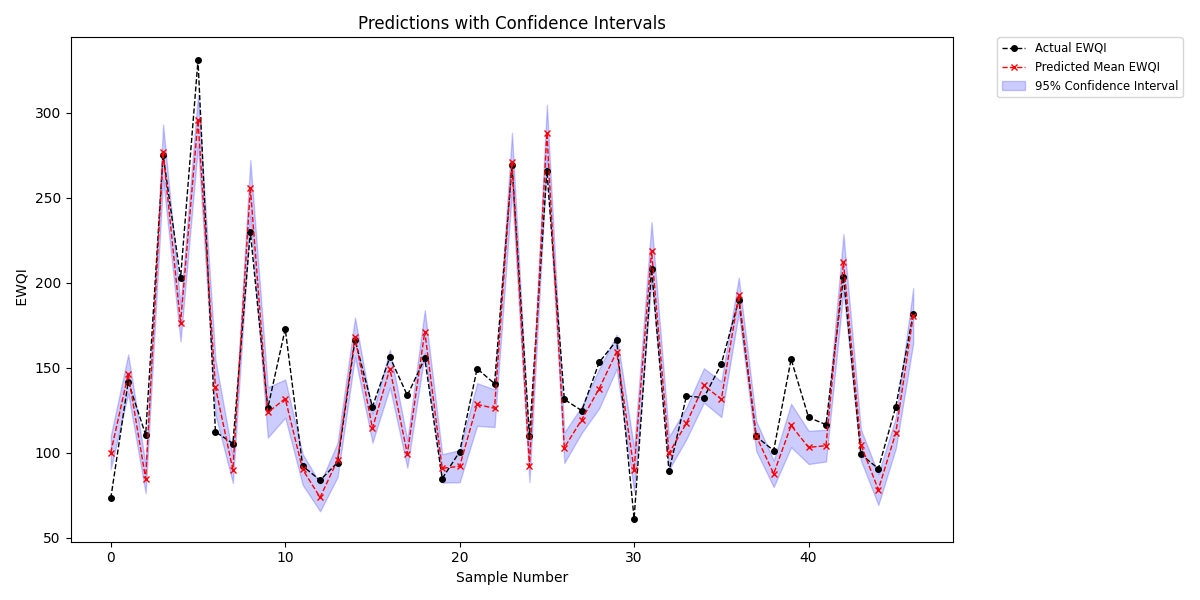 Predictions with Confidence Intervals
Actual EWQI
Predicted Mean EWQI
95% Confidence Interval
EWQI
300
250
200
150
100
50
0
10
20
30
40
Sample Number